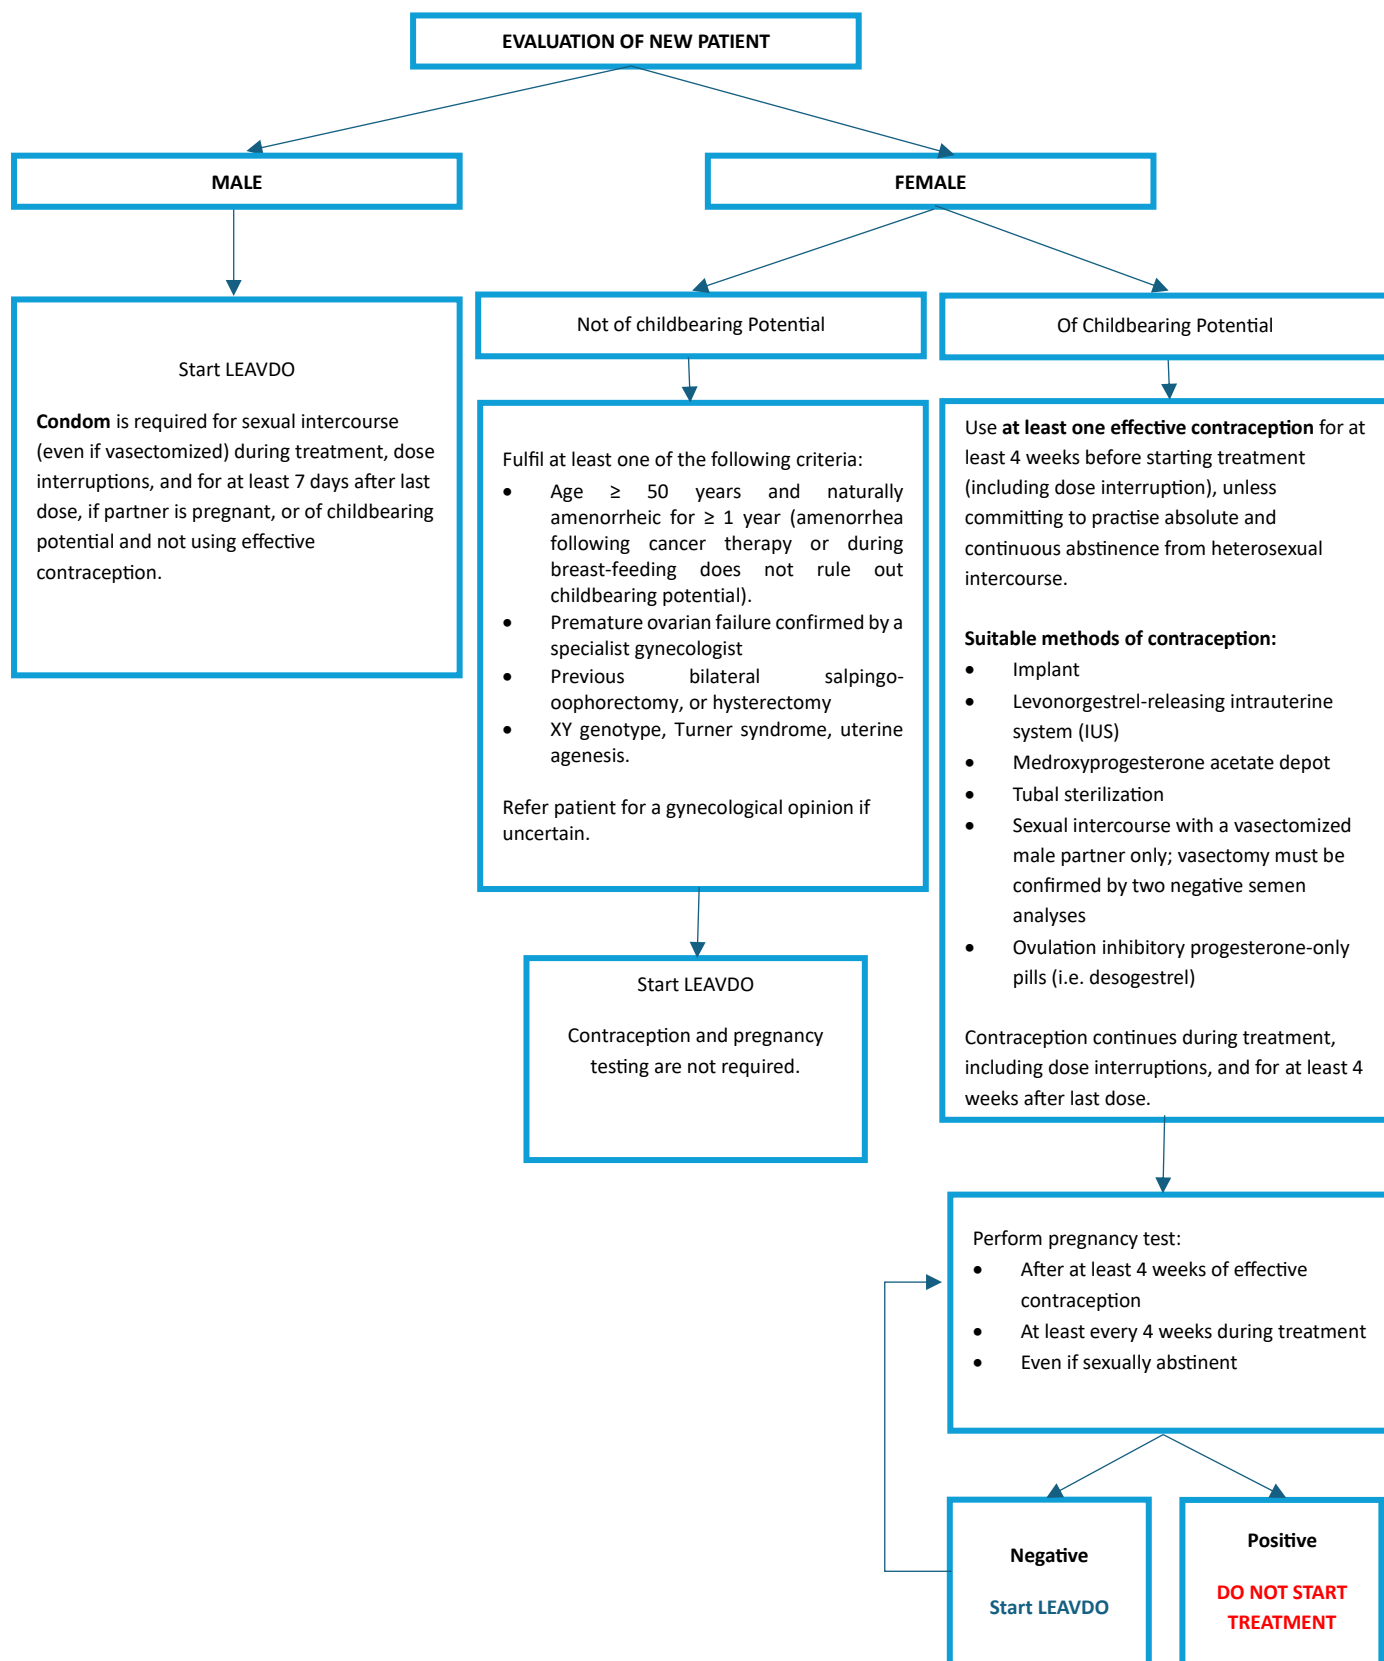 EVALUATION OF NEW PATIENT
MALE
FEMALE
Start LEAVDO
Condom is required for sexual intercourse
(even if vasectomized) during treatment, dose
interruptions, and for at least 7 days after last
dose, if partner is pregnant, or of childbearing
potential and not using effective
contraception.
Not of childbearing Potential
Fulfil at least one of the following criteria:
• Age ≥ 50 years and naturally
amenorrheic for ≥ 1 year (amenorrhea
following cancer therapy or during
breast-feeding does not rule out
childbearing potential).
• Premature ovarian failure confirmed by a
specialist gynecologist
• Previous bilateral salpingo-
oophorectomy, or hysterectomy
• XY genotype, Turner syndrome, uterine
agenesis.
Refer patient for a gynecological opinion if
uncertain.
Start LEAVDO
Contraception and pregnancy
testing are not required.
Of Childbearing Potential
Use at least one effective contraception for at
least 4 weeks before starting treatment
(including dose interruption), unless
committing to practise absolute and
continuous abstinence from heterosexual
intercourse.
Suitable methods of contraception:
• Implant
• Levonorgestrel-releasing intrauterine
system (IUS)
• Medroxyprogesterone acetate depot
• Tubal sterilization
• Sexual intercourse with a vasectomized
male partner only; vasectomy must be
confirmed by two negative semen
analyses
• Ovulation inhibitory progesterone-only
pills (i.e. desogestrel)
Contraception continues during treatment,
including dose interruptions, and for at least 4
weeks after last dose.
Perform pregnancy test:
• After at least 4 weeks of effective
contraception
• At least every 4 weeks during treatment
• Even if sexually abstinent
Negative
Start LEAVDO
Positive
DO NOT START
TREATMENT